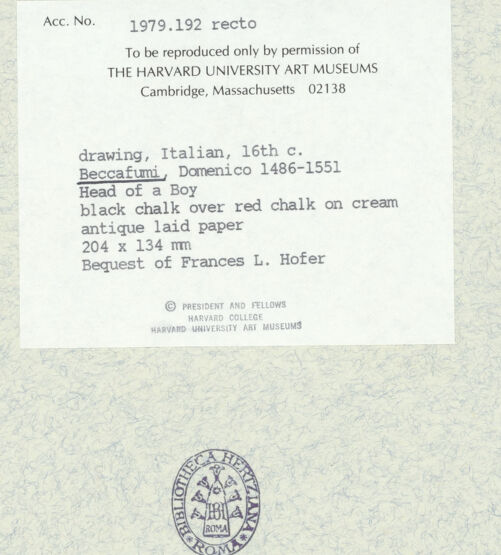 Acc. No. 1979.192 recto
To be reproduced only by permission of
THE HARVARD UNIVERSITY ART MUSEUMS
Cambridge, Massachusetts 02138
drawing, Italian, 16th c.
Beccafumi, Domenico 1486-1551
Head of a Boy
black chalk over red chalk on cream
antique laid paper
204 x 134 mm
Bequest of Frances L. Hofer
© PRESIDENT AND FELLOWS
HARVARD COLLEGE
HARVARD UNIVERSITY ART MUSEUMS
BIBLIOTHECA HERTZIANA
ROMA
ROMA